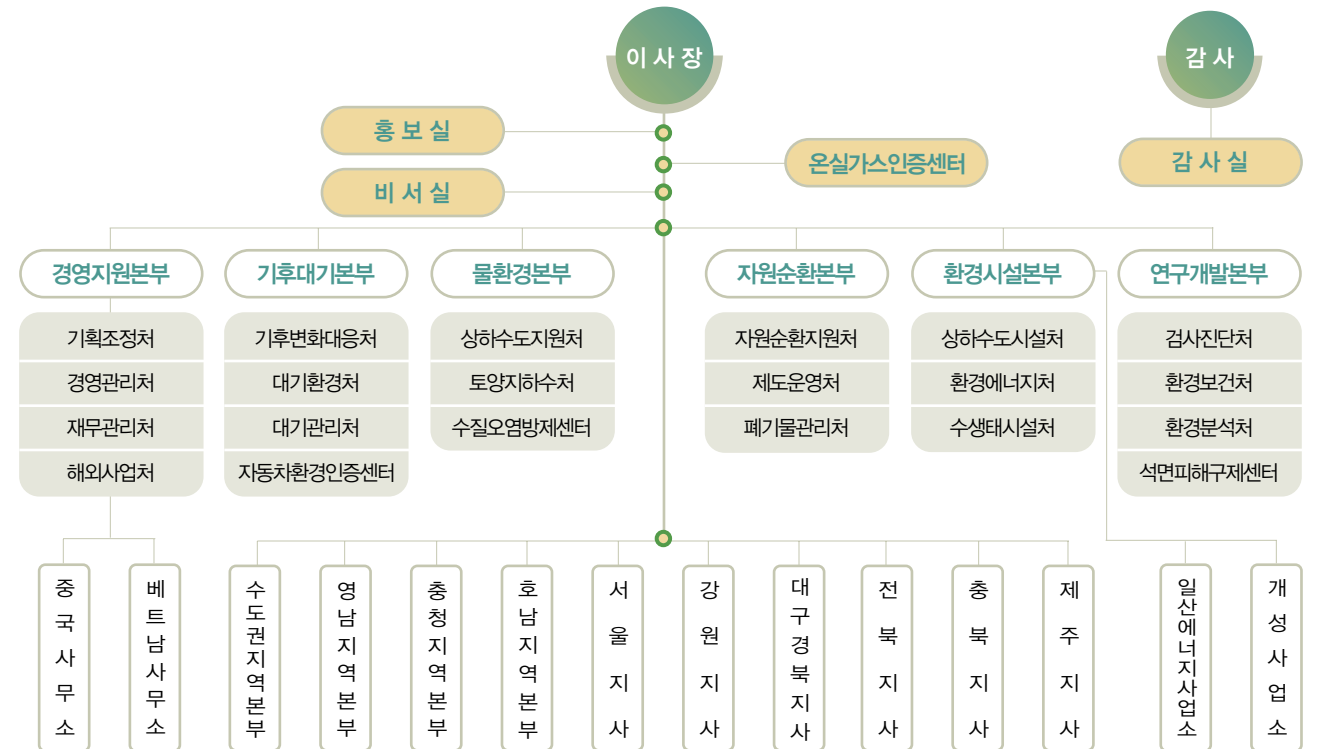 이 사 장
감 사
홍 보 실
온실가스인증센터
감 사 실
비 서 실
경영지원본부
기후대기본부
물환경본부
자원순환본부
환경시설본부
연구개발본부
기획조정처
경영관리처
재무관리처
해외사업처
기후변화대응처
대기환경처
대기관리처
자동차환경인증센터
상하수도지원처
토양지하수처
수질오염방제센터
자원순환지원처
제도운영처
폐기물관리처
상하수도시설처
환경에너지처
수생태시설처
검사진단처
환경보건처
환경분석처
석면피해구제센터
중국사무소
베트남사무소
수도권지역본부
영남지역본부
충청지역본부
호남지역본부
서울지사
강원지사
대구경북지사
전북지사
충북지사
제주지사
일산에너지사업소
개성사업소